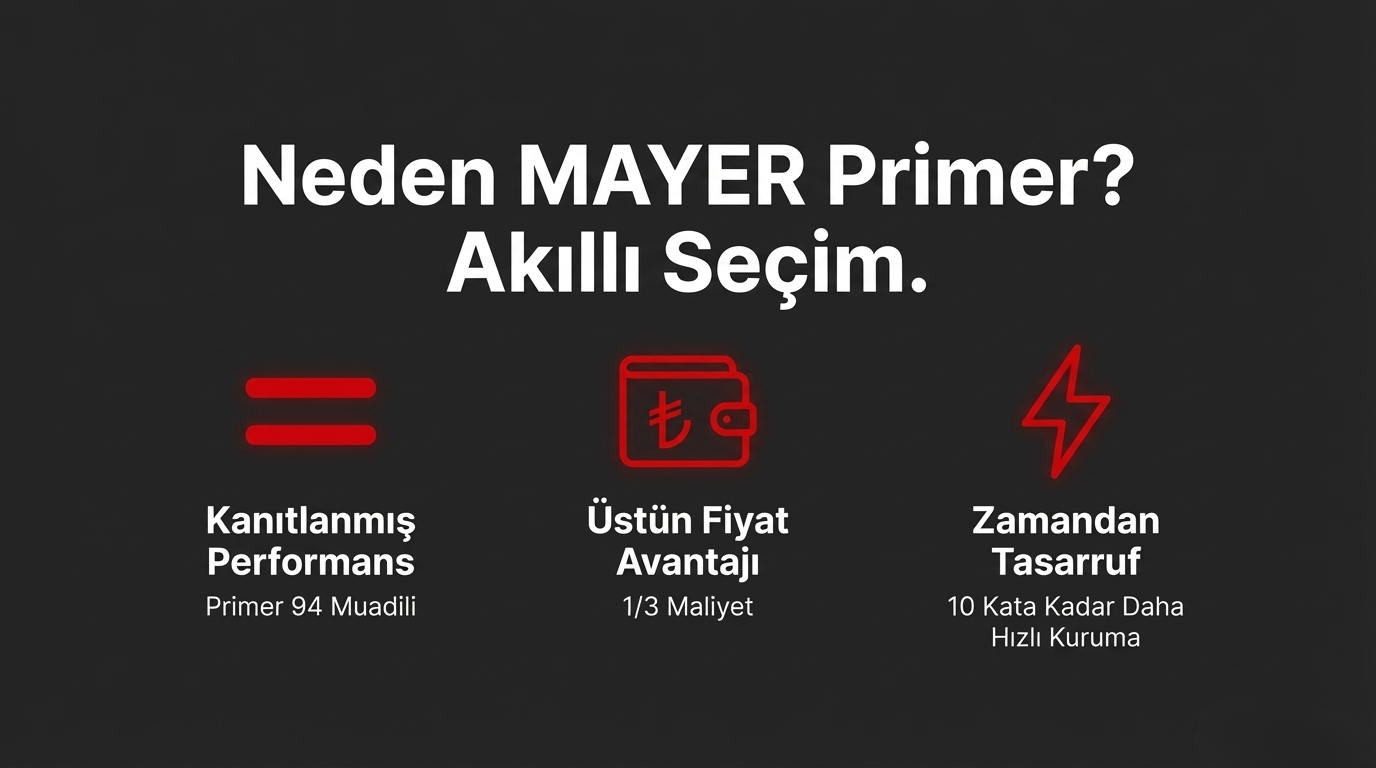 Neden MAYER Primer?
Akıllı Seçim.
₺
Kanıtlanmış
Performans
Primer 94 Muadili
Üstün Fiyat
Avantajı
1/3 Maliyet
Zamandan
Tasarruf
10 Kata Kadar Daha
Hızlı Kuruma